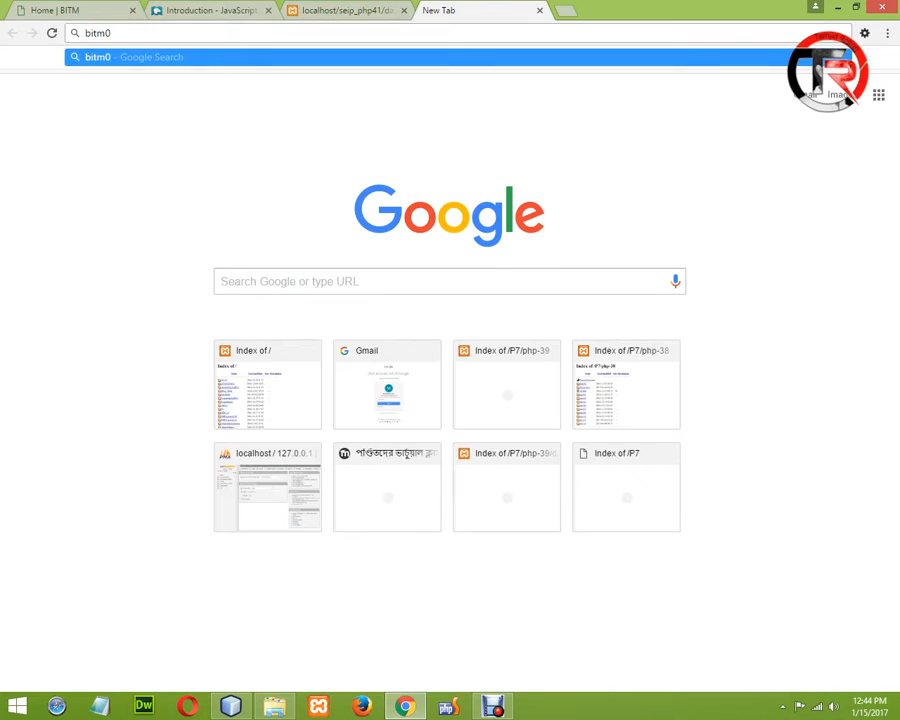 Home | BITM
Introduction - JavaScript
localhost/seip_php41/da
New Tab
bitm0
bitm0 - Google Search
Google
Search Google or type URL
Index of /
Gmail
Index of /P7/php-39
Index of /P7/php-38
localhost / 127.0.0.1
Index of /P7/php-39/d
Index of /P7
Dw
php
12:44 PM
1/15/2017